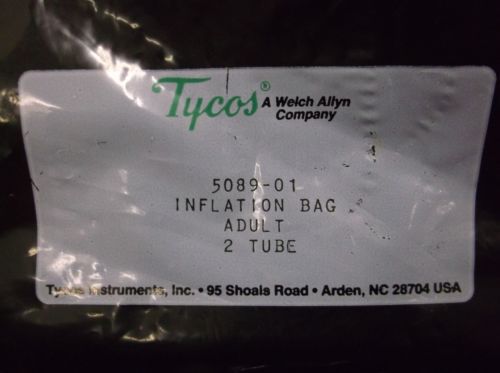 Tycos® A Welch Allyn
Company
5089-01
INFLATION BAG
ADULT
2 TUBE
Tycos Instruments, Inc. • 95 Shoals Road • Arden, NC 28704 USA